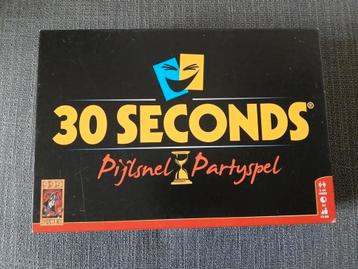 30 SECONDS®
Pijlsnel Partyspel
999
GAMES